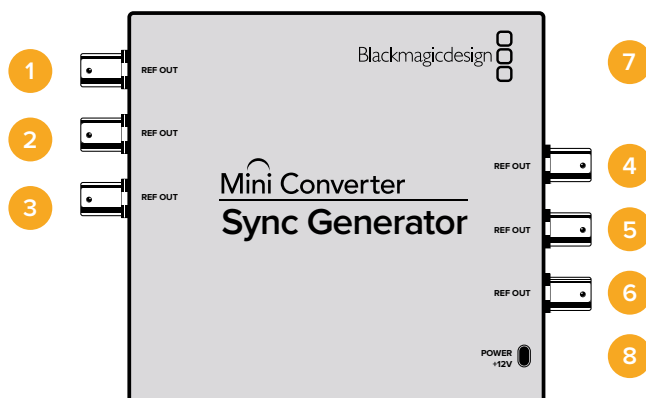 Blackmagicdesign
1
REF OUT
7
2
REF OUT
REF OUT
4
3
REF OUT
Mini Converter
Sync Generator
REF OUT
5
REF OUT
6
POWER
+12V
8